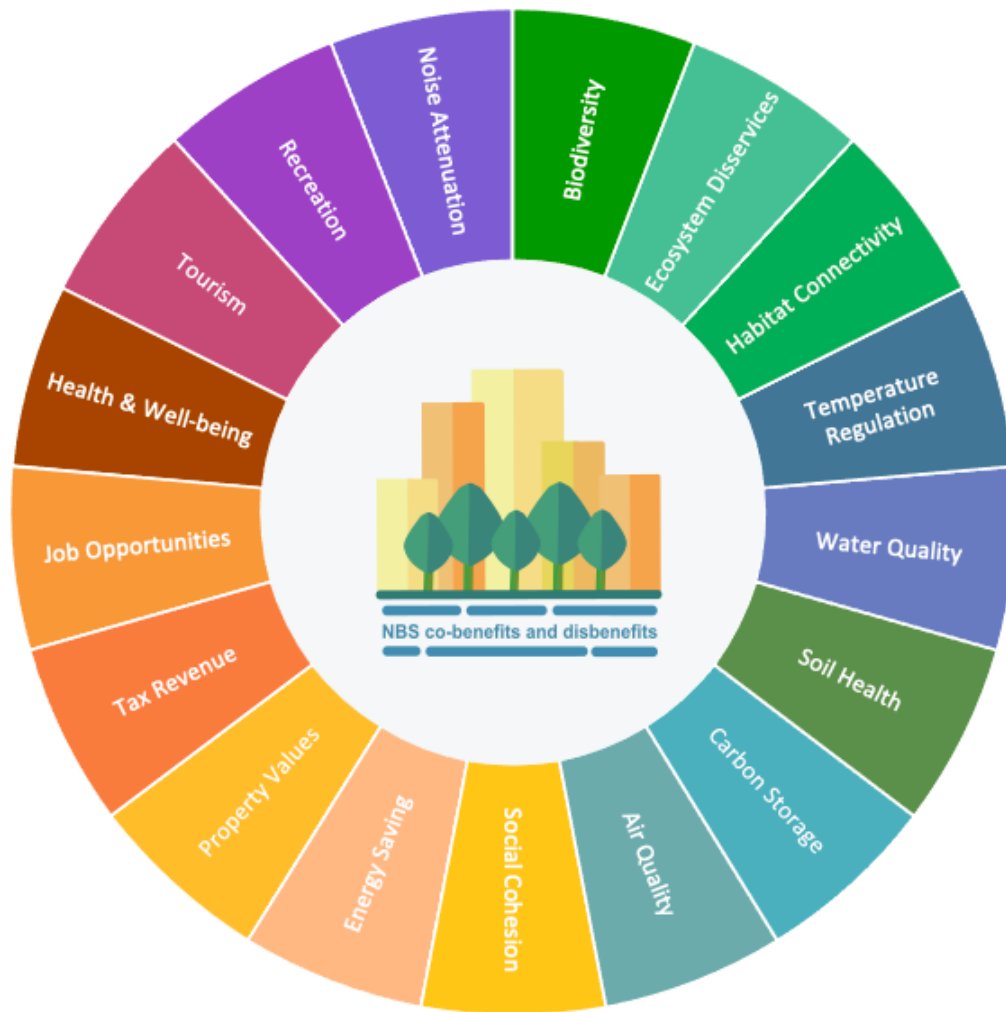 Biodiversity
Ecosystem Disservices
Habitat Connectivity
Temperature
Regulation
Water Quality
Soil Health
Carbon Storage
Air Quality
Social Cohesion
Energy Saving
Property Values
Tax Revenue
Job Opportunities
Health & Well-being
Tourism
Recreation
Noise Attenuation
NBS co-benefits and disbenefits